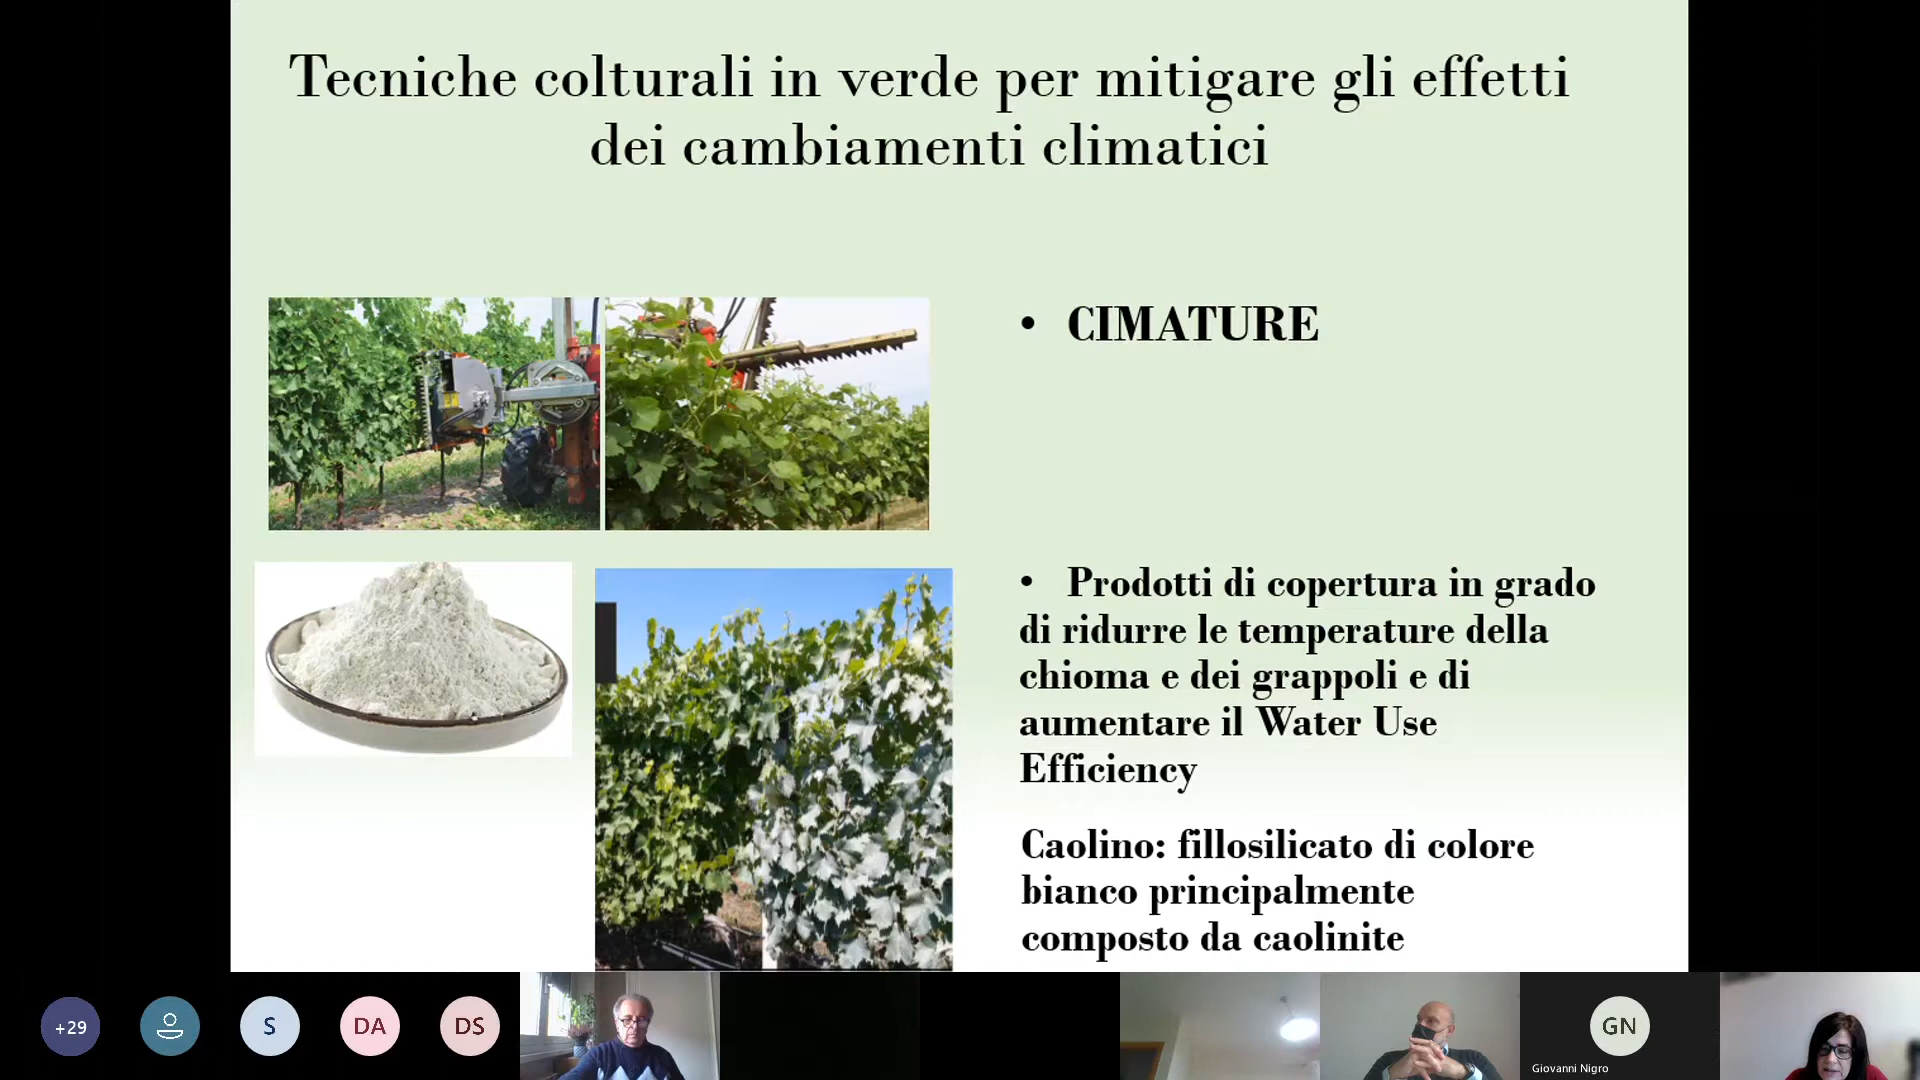 Tecniche colturali in verde per mitigare gli effetti
dei cambiamenti climatici
• CIMATURE
• Prodotti di copertura in grado
di ridurre le temperature della
chioma e dei grappoli e di
aumentare il Water Use
Efficiency
Caolino: fillosilicato di colore
bianco principalmente
composto da caolinite
+29
S
DA
DS
GN
Giovanni Nigro